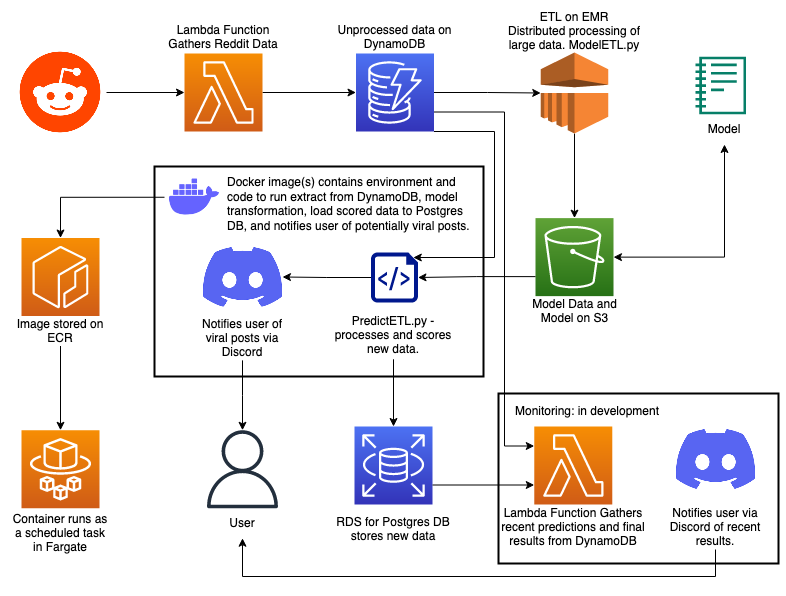 Lambda Function
Gathers Reddit Data
Unprocessed data on
DynamoDB
ETL on EMR
Distributed processing of
large data. ModelETL.py
Model
Docker image(s) contains environment and
code to run extract from DynamoDB, model
transformation, load scored data to Postgres
DB, and notifies user of potentially viral posts.
</>
Image stored on
ECR
Notifies user of
viral posts via
Discord
PredictETL.py -
processes and scores
new data.
Model Data and
Model on S3
Monitoring: in development
Container runs as
a scheduled task
in Fargate
User
RDS for Postgres DB
stores new data
Lambda Function Gathers
recent predictions and final
results from DynamoDB
Notifies user via
Discord of recent
results.